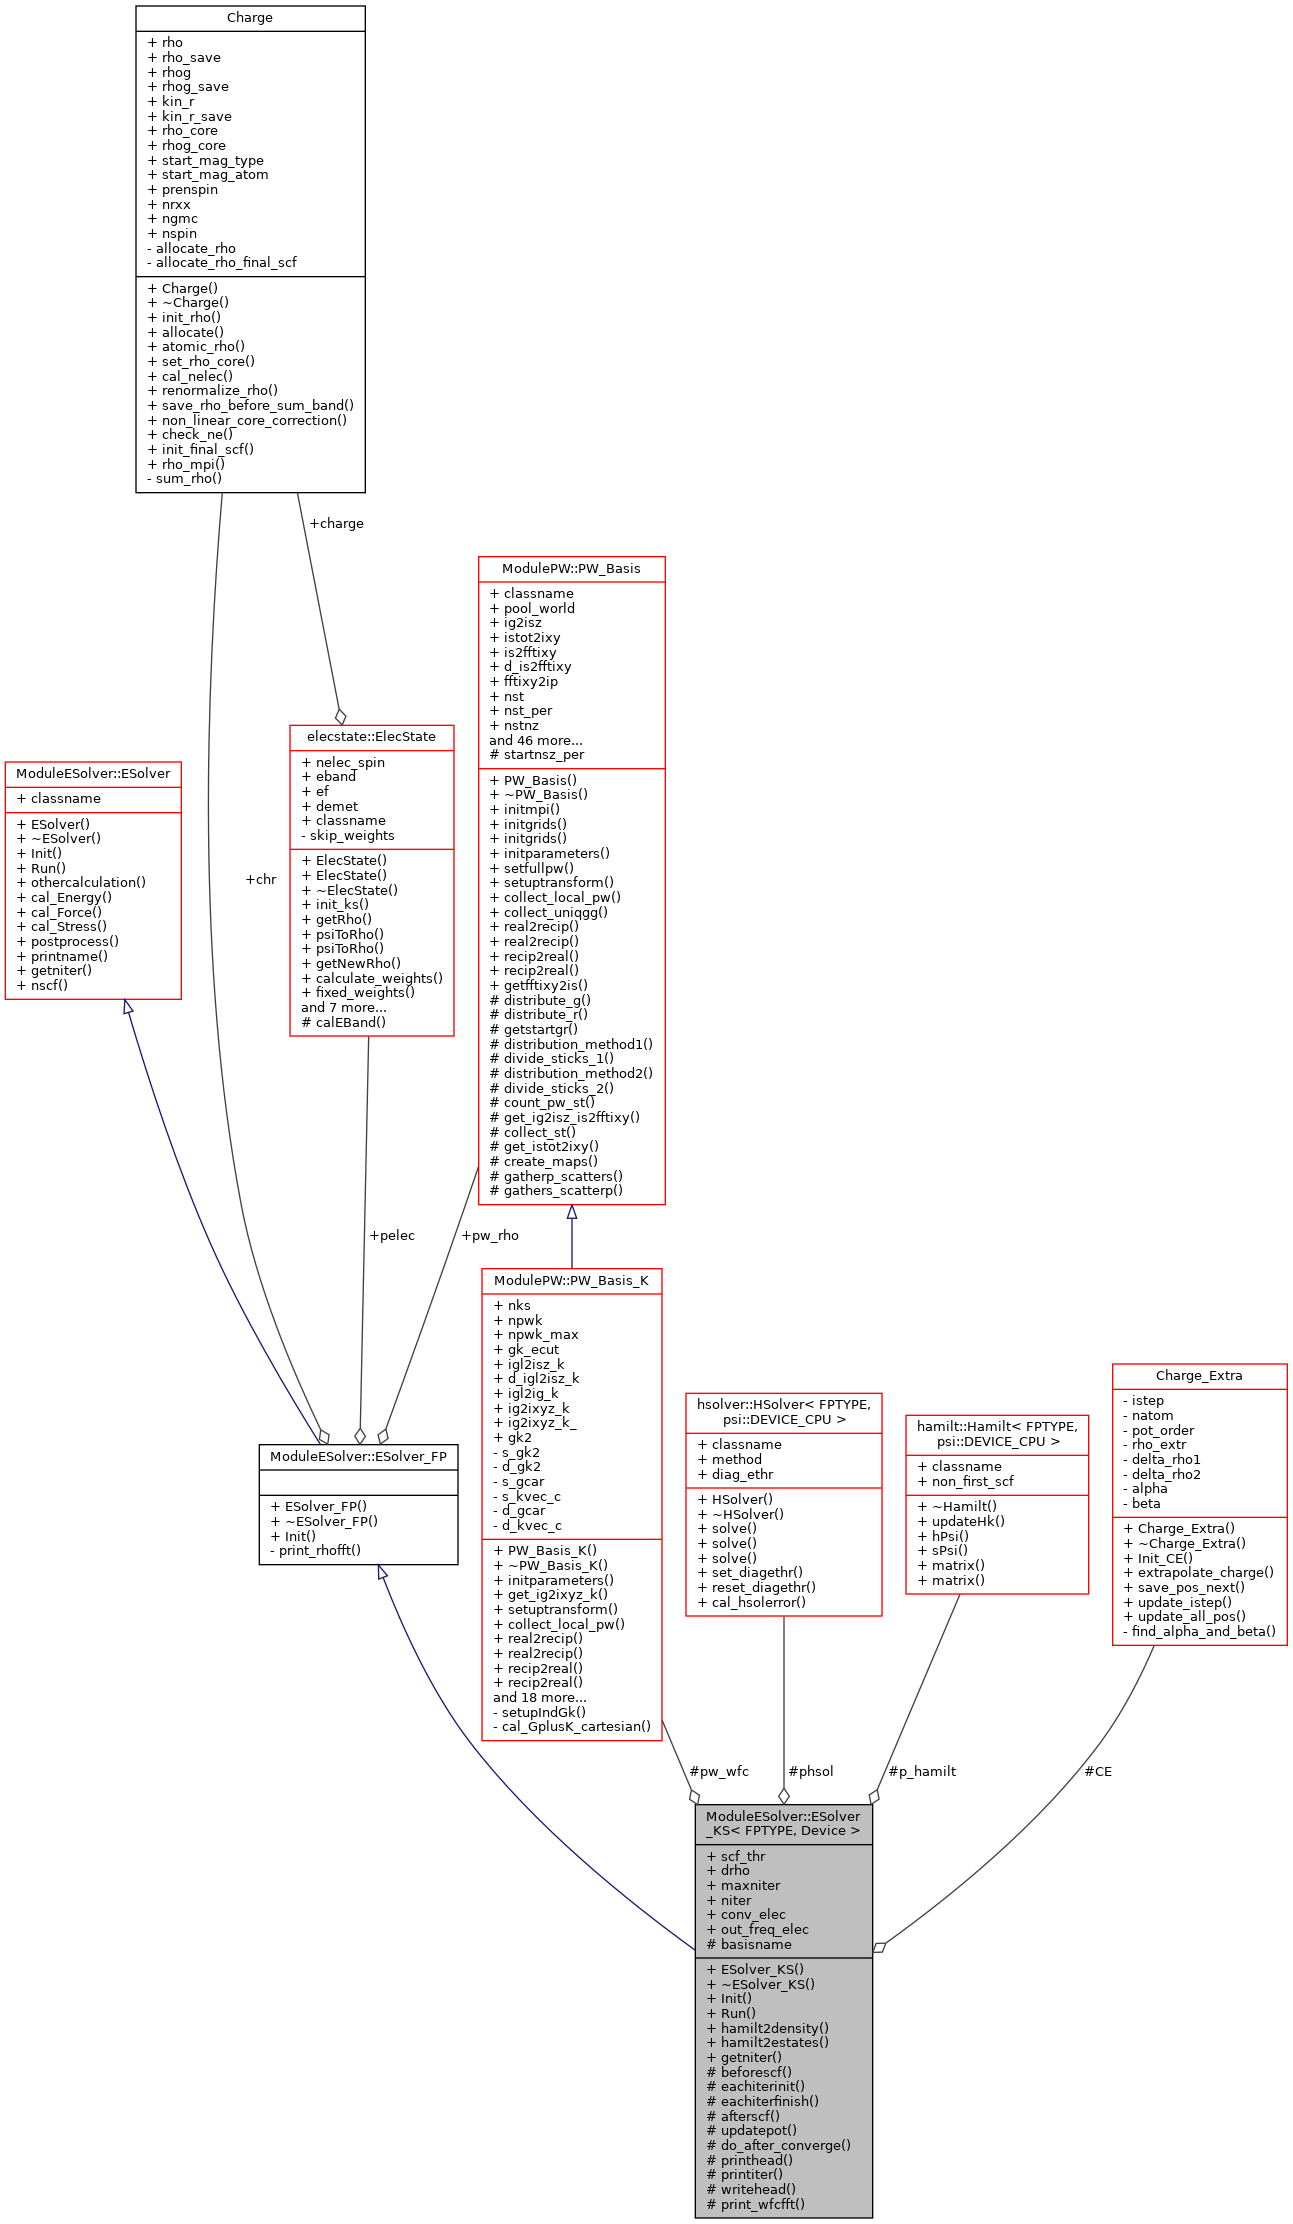 Charge
+ rho
+ rho_save
+ rhog
+ rhog_save
+ kin_r
+ kin_r_save
+ rho_core
+ rhog_core
+ start_mag_type
+ start_mag_atom
+ prenspin
+ nrxx
+ ngmc
+ nspin
- allocate_rho
- allocate_rho_final_scf
+ Charge()
+ ~Charge()
+ init_rho()
+ allocate()
+ atomic_rho()
+ set_rho_core()
+ cal_nelec()
+ renormalize_rho()
+ save_rho_before_sum_band()
+ non_linear_core_correction()
+ check_ne()
+ init_final_scf()
+ rho_mpi()
- sum_rho()
+charge
ModulePW::PW_Basis
+ classname
+ pool_world
+ ig2isz
+ istot2ixy
+ is2fftixy
+ d_is2fftixy
+ fftixy2ip
+ nst
+ nst_per
+ nstnz
and 46 more...
# startnsz_per
+ PW_Basis()
+ ~PW_Basis()
+ initmpi()
+ initgrids()
+ initgrids()
+ initparameters()
+ setfullpw()
+ setuptransform()
+ collect_local_pw()
+ collect_uniqgg()
+ real2recip()
+ real2recip()
+ recip2real()
+ recip2real()
+ getfftixy2is()
# distribute_g()
# distribute_r()
# getstartgr()
# distribution_method1()
# divide_sticks_1()
# distribution_method2()
# divide_sticks_2()
# count_pw_st()
# get_ig2isz_is2fftixy()
# collect_st()
# get_istot2ixy()
# create_maps()
# gatherp_scatters()
# gathers_scatterp()
elecstate::ElecState
+ nelec_spin
+ eband
+ ef
+ demet
+ classname
- skip_weights
+ ElecState()
+ ElecState()
+ ~ElecState()
+ init_ks()
+ getRho()
+ psiToRho()
+ psiToRho()
+ getNewRho()
+ calculate_weights()
+ fixed_weights()
and 7 more...
# calEBand()
ModuleESolver::ESolver
+ classname
+ ESolver()
+ ~ESolver()
+ Init()
+ Run()
+ othercalculation()
+ cal_Energy()
+ cal_Force()
+ cal_Stress()
+ postprocess()
+ printname()
+ getniter()
+ nscf()
+chr
+pelec
+pw_rho
ModulePW::PW_Basis_K
+ nks
+ npwk
+ npwk_max
+ gk_ecut
+ igl2isz_k
+ d_igl2isz_k
+ igl2ig_k
+ ig2ixyz_k
+ ig2ixyz_k_
+ gk2
- s_gk2
- d_gk2
- s_gcar
- s_kvec_c
- d_gcar
- d_kvec_c
+ PW_Basis_K()
+ ~PW_Basis_K()
+ initparameters()
+ get_ig2ixyz_k()
+ setuptransform()
+ collect_local_pw()
+ real2recip()
+ real2recip()
+ recip2real()
+ recip2real()
and 18 more...
- setupIndGk()
- cal_GplusK_cartesian()
hsolver::HSolver< FPTYPE,
psi::DEVICE_CPU >
+ classname
+ method
+ diag_ethr
+ HSolver()
+ ~HSolver()
+ solve()
+ solve()
+ solve()
+ set_diagethr()
+ reset_diagethr()
+ cal_hsolerror()
hamilt::Hamilt< FPTYPE,
psi::DEVICE_CPU >
+ classname
+ non_first_scf
+ ~Hamilt()
+ updateHk()
+ hPsi()
+ sPsi()
+ matrix()
+ matrix()
Charge_Extra
- istep
- natom
- pot_order
- rho_extr
- delta_rho1
- delta_rho2
- alpha
- beta
+ Charge_Extra()
+ ~Charge_Extra()
+ Init_CE()
+ extrapolate_charge()
+ save_pos_next()
+ update_istep()
+ update_all_pos()
- find_alpha_and_beta()
ModuleESolver::ESolver_FP
+ ESolver_FP()
+ ~ESolver_FP()
+ Init()
- print_rhofft()
#pw_wfc
#phsol
#p_hamilt
#CE
ModuleESolver::ESolver
_KS< FPTYPE, Device >
+ scf_thr
+ drho
+ maxniter
+ niter
+ conv_elec
+ out_freq_elec
# basisname
+ ESolver_KS()
+ ~ESolver_KS()
+ Init()
+ Run()
+ hamilt2density()
+ hamilt2estates()
+ getniter()
# beforescf()
# eachiterinit()
# eachiterfinish()
# afterscf()
# updatepot()
# do_after_converge()
# printhead()
# printiter()
# writehead()
# print_wfcfft()